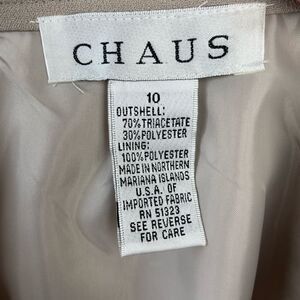 CHAUS
10
OUTSHELL:
70% TRIACETATE
30% POLYESTER
LINING:
100% POLYESTER
MADE IN NORTHERN
MARIANA ISLANDS
U.S.A. OF
IMPORTED FABRIC
RN 51323
SEE REVERSE
FOR CARE